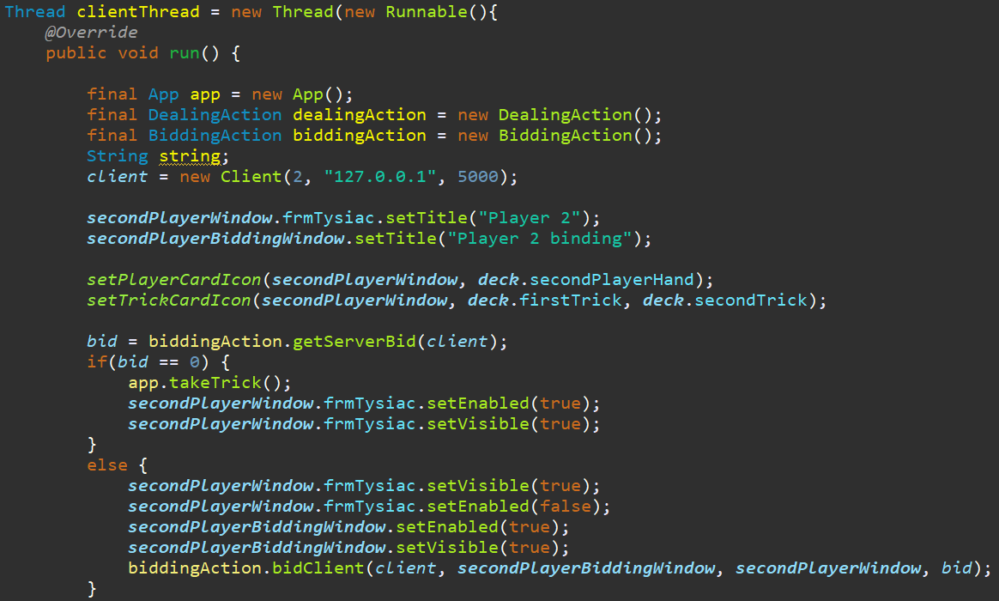 Thread clientThread = new Thread(new Runnable(){
    @Override
    public void run() {

        final App app = new App();
        final DealingAction dealingAction = new DealingAction();
        final BiddingAction biddingAction = new BiddingAction();
        String string;
        client = new Client(2, "127.0.0.1", 5000);

        secondPlayerWindow.frmTysiac.setTitle("Player 2");
        secondPlayerBiddingWindow.setTitle("Player 2 binding");

        setPlayerCardIcon(secondPlayerWindow, deck.secondPlayerHand);
        setTrickCardIcon(secondPlayerWindow, deck.firstTrick, deck.secondTrick);

        bid = biddingAction.getServerBid(client);
        if(bid == 0) {
            app.takeTrick();
            secondPlayerWindow.frmTysiac.setEnabled(true);
            secondPlayerWindow.frmTysiac.setVisible(true);
        }
        else {
            secondPlayerWindow.frmTysiac.setVisible(true);
            secondPlayerWindow.frmTysiac.setEnabled(false);
            secondPlayerBiddingWindow.setEnabled(true);
            secondPlayerBiddingWindow.setVisible(true);
            biddingAction.bidClient(client, secondPlayerBiddingWindow, secondPlayerWindow, bid);
        }